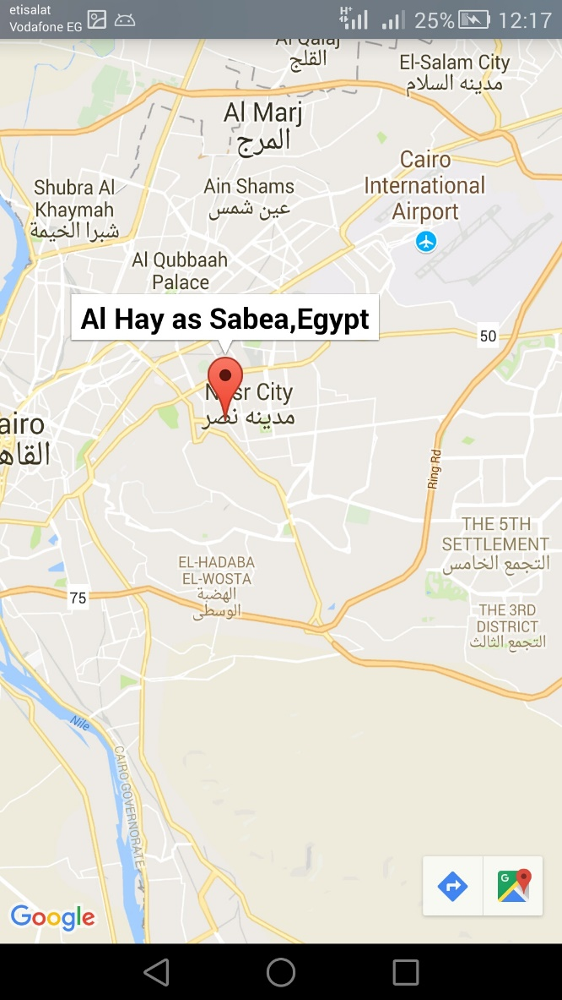 etisalat
Vodafone EG
H+
25%
12:17
Al Qalaj
القلج
El-Salam City
مدينه السلام
Al Marj
المرج
Cairo
International
Airport
Shubra Al
Khaymah
شبرا الخيمة
Ain Shams
عين شمس
Al Qubbaah
Palace
Al Hay as Sabea,Egypt
50
Nasr City
مدينه نصر
airo
القاه
Ring Rd
THE 5TH
SETTLEMENT
التجمع الخامس
EL-HADABA
EL-WOSTA
الهضبة
الوسطى
75
THE 3RD
DISTRICT
التجمع الثالث
Nile
CAIRO GOVERNORATE
G
Google